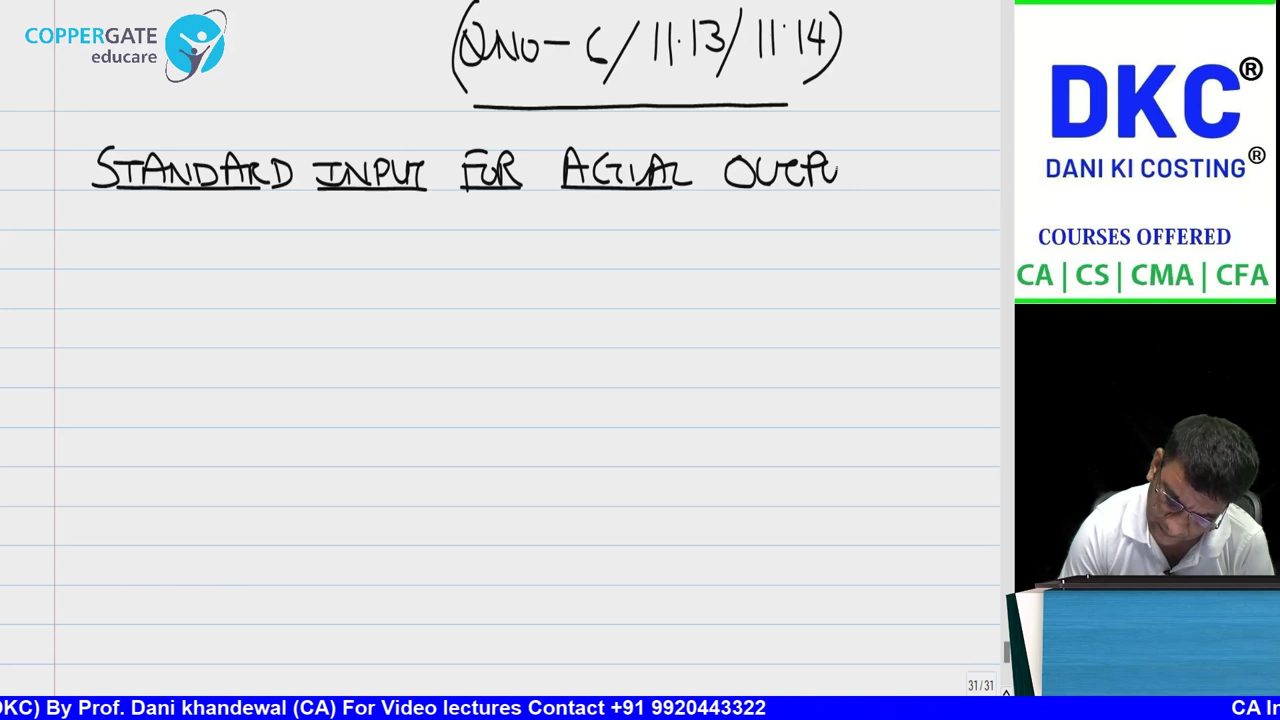 COPPERGATE
educare
(QNO - 6/11.13/11.14)
STANDARD INPUT FOR ACTUAL OUTPU
31/31
DKC®
DANI KI COSTING®
COURSES OFFERED
CA | CS | CMA | CFA
DKC) By Prof. Dani khandewal (CA) For Video lectures Contact +91 9920443322
CA In